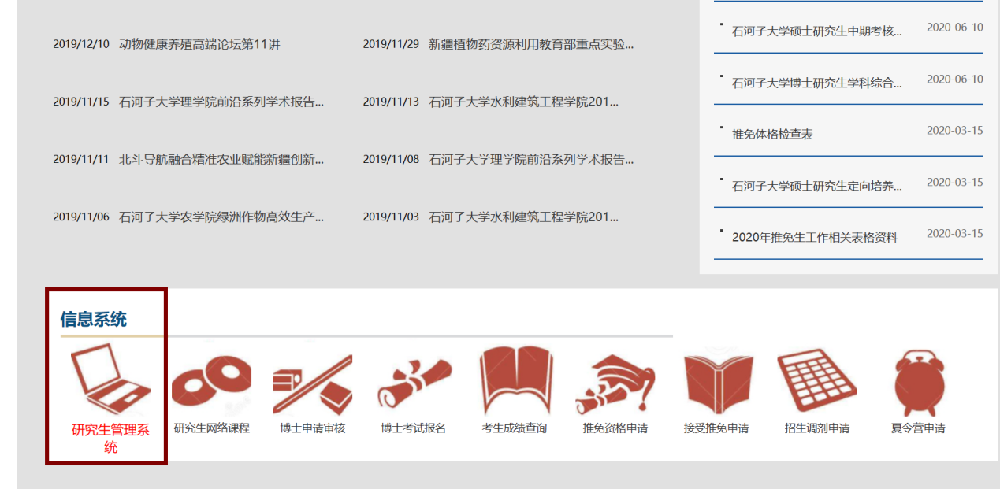 2019/12/10 动物健康养殖高端论坛第11讲
2019/11/29 新疆植物药资源利用教育部重点实验...
2019/11/15 石河子大学理学院前沿系列学术报告...
2019/11/13 石河子大学水利建筑工程学院201...
2019/11/11 北斗导航融合精准农业赋能新疆创新...
2019/11/08 石河子大学理学院前沿系列学术报告...
2019/11/06 石河子大学农学院绿洲作物高效生产...
2019/11/03 石河子大学水利建筑工程学院201...
石河子大学硕士研究生中期考核... 2020-06-10
石河子大学博士研究生学科综合... 2020-06-10
推免体格检查表 2020-03-15
石河子大学硕士研究生定向培养... 2020-03-15
2020年推免生工作相关表格资料 2020-03-15
信息系统
研究生管理系
统
研究生网络课程
博士申请审核
博士考试报名
考生成绩查询
推免资格申请
接受推免申请
招生调剂申请
夏令营申请